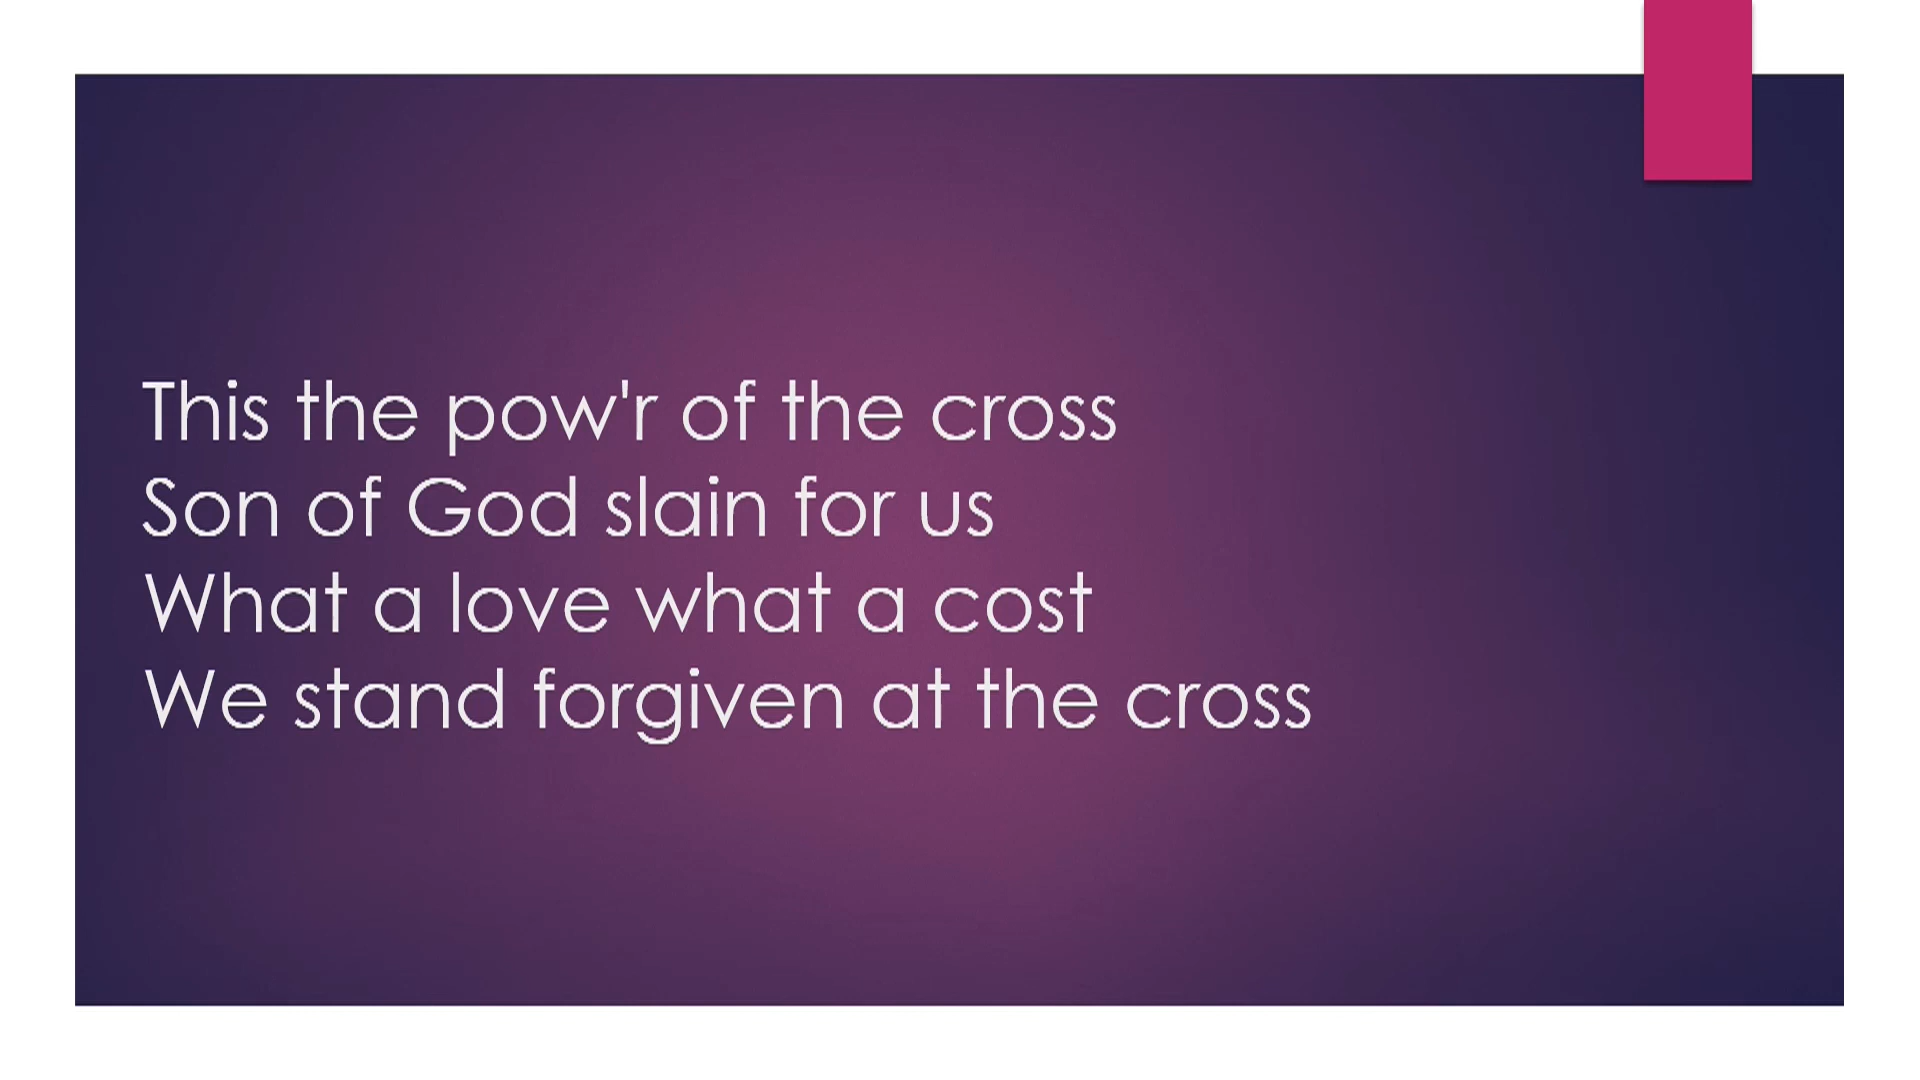 This the pow'r of the cross
Son of God slain for us
What a love what a cost
We stand forgiven at the cross